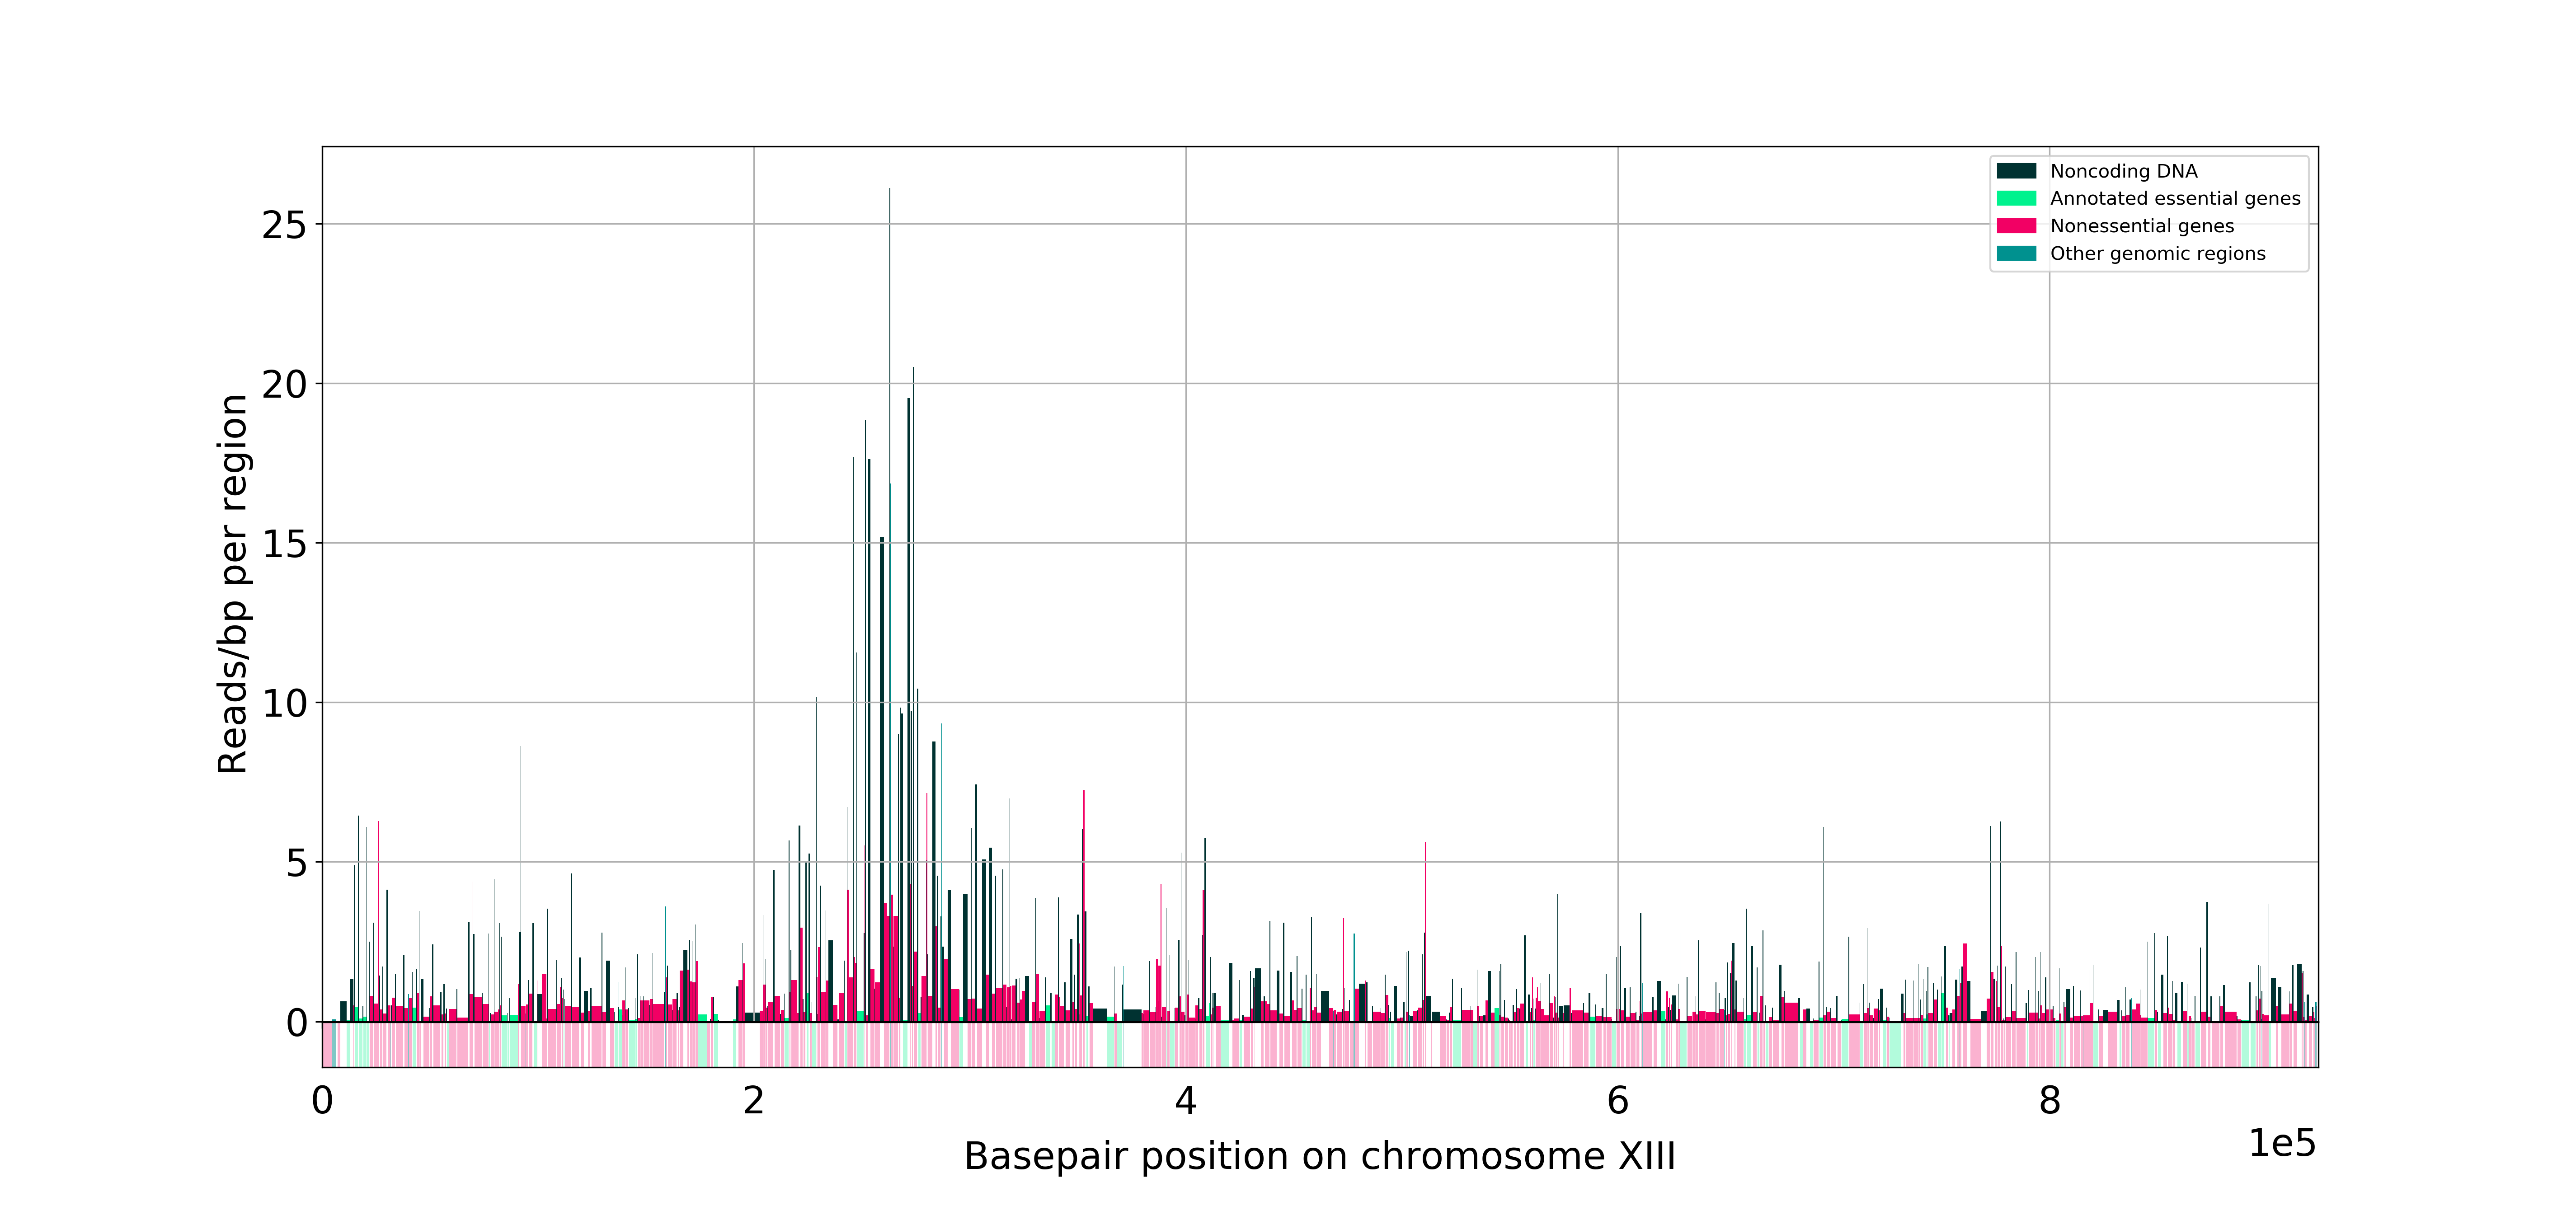 Noncoding DNA
Annotated essential genes
Nonessential genes
Other genomic regions
Reads/bp per region
25
20
15
10
5
0
0 2 4 6 8
1e5
Basepair position on chromosome XIII